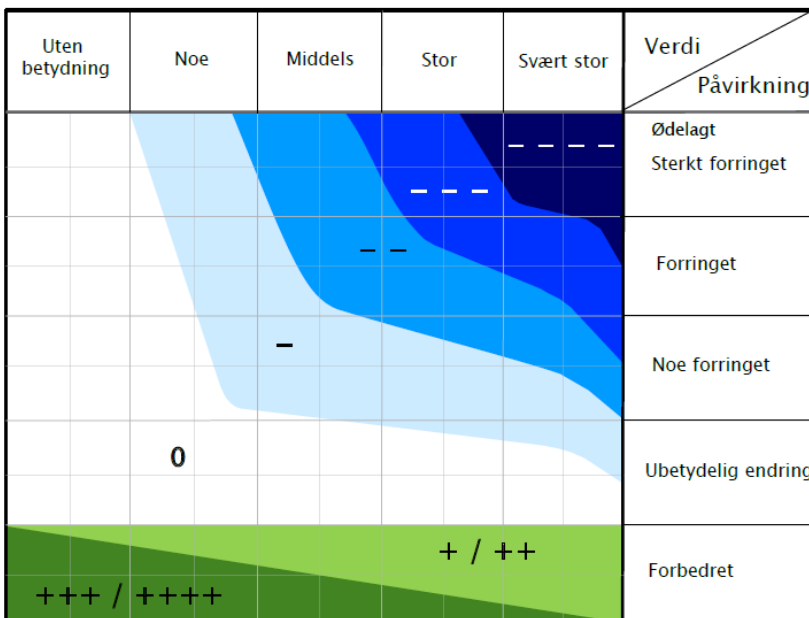 Uten
betydning
Noe
Middels
Stor
Svært stor
Verdi
Påvirkning
Ødelagt
Sterkt forringet
– – – –
– – –
Forringet
– –
Noe forringet
–
Ubetydelig endring
0
Forbedret
+ / ++
+++ / ++++